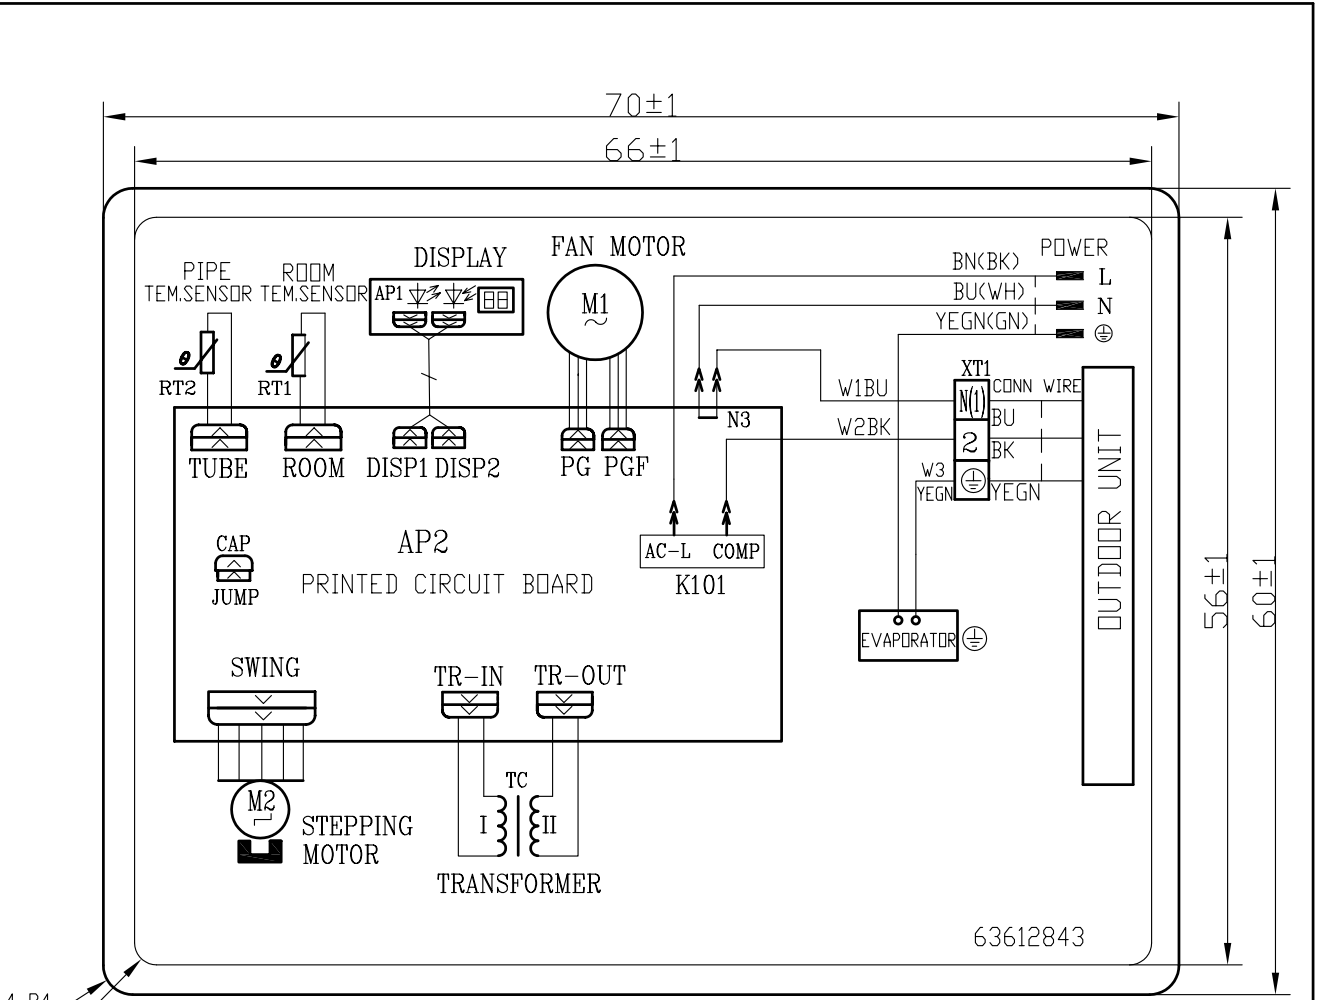 70±1
66±1
60±1
56±1
PIPE
TEM.SENSOR
ROOM
TEM.SENSOR
DISPLAY
AP1
88
FAN MOTOR
M1
~
POWER
BN(BK)
L
BU(WH)
N
YEGN(GN)
θ
RT2
θ
RT1
XT1
CONN WIRE
W1BU
N(1)
BU
W2BK
2
BK
W3
YEGN
YEGN
N3
TUBE
ROOM
DISP1
DISP2
PG
PGF
OUTDOOR UNIT
CAP
JUMP
AP2
PRINTED CIRCUIT BOARD
AC-L
COMP
K101
EVAPORATOR
SWING
TR-IN
TR-OUT
M2
STEPPING
MOTOR
TC
I
II
TRANSFORMER
63612843